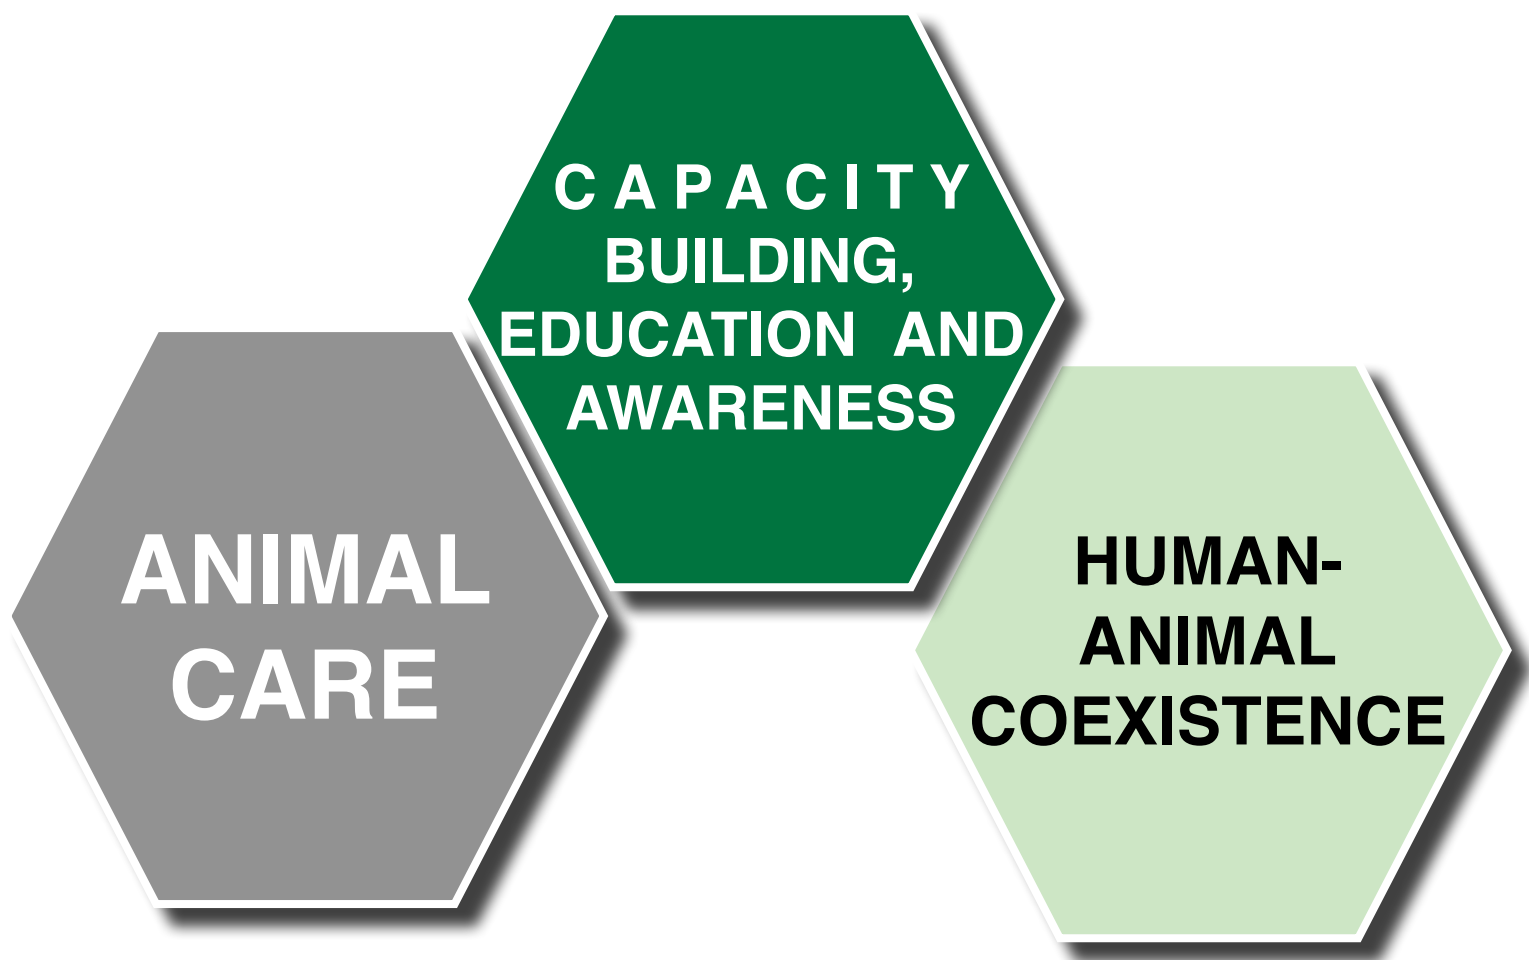 CAPACITY
BUILDING,
EDUCATION AND
AWARENESS
ANIMAL
CARE
HUMAN-
ANIMAL
COEXISTENCE